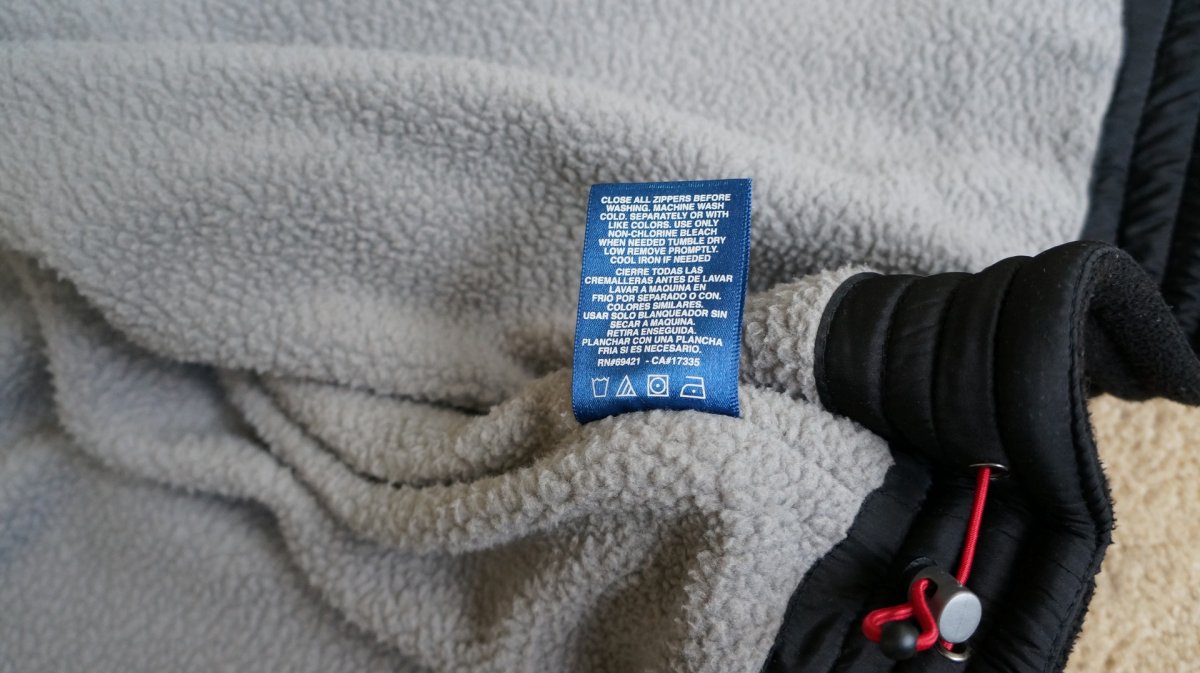 CLOSE ALL ZIPPERS BEFORE
WASHING. MACHINE WASH
COLD. SEPARATELY OR WITH
LIKE COLORS. USE ONLY
NON-CHLORINE BLEACH
WHEN NEEDED TUMBLE DRY
LOW REMOVE PROMPTLY.
COOL IRON IF NEEDED
CIERRE TODAS LAS
CREMALLERAS ANTES DE LAVAR
LAVAR A MAQUINA EN
FRIO POR SEPARADO O CON.
COLORES SIMILARES.
USAR SOLO BLANQUEADOR SIN
SECAR A MAQUINA.
RETIRA ENSEGUIDA.
PLANCHAR CON UNA PLANCHA
FRIA SI ES NECESARIO.
RN#69421 - CA#17335